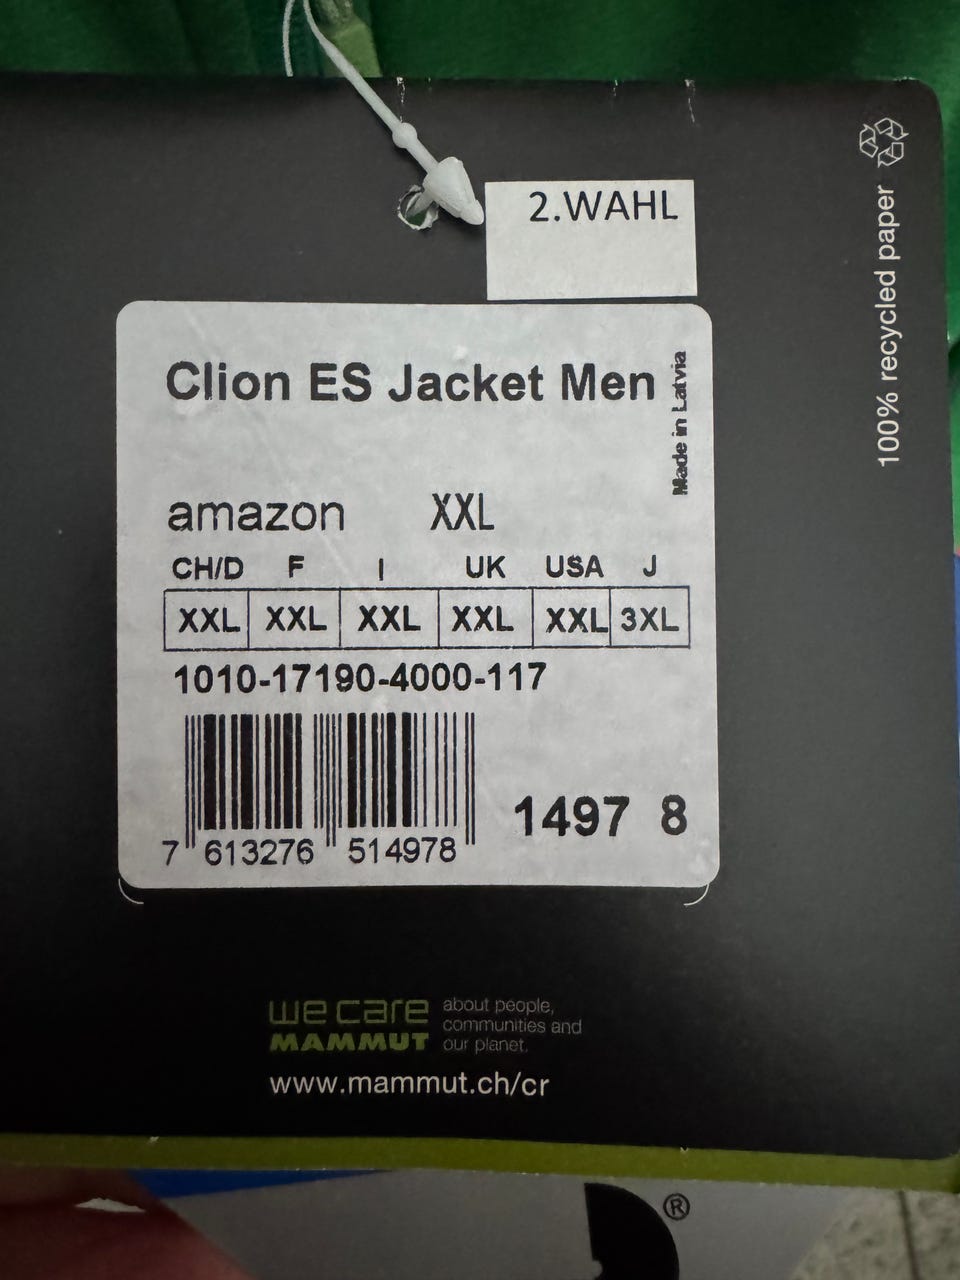 2.WAHL
100% recycled paper
Clion ES Jacket Men
Made in Latvia
amazon XXL
CH/D F I UK USA J
XXL XXL XXL XXL XXL 3XL
1010-17190-4000-117
7 613276 514978
1497 8
we care
MAMMUT
about people,
communities and
our planet.
www.mammut.ch/cr
®